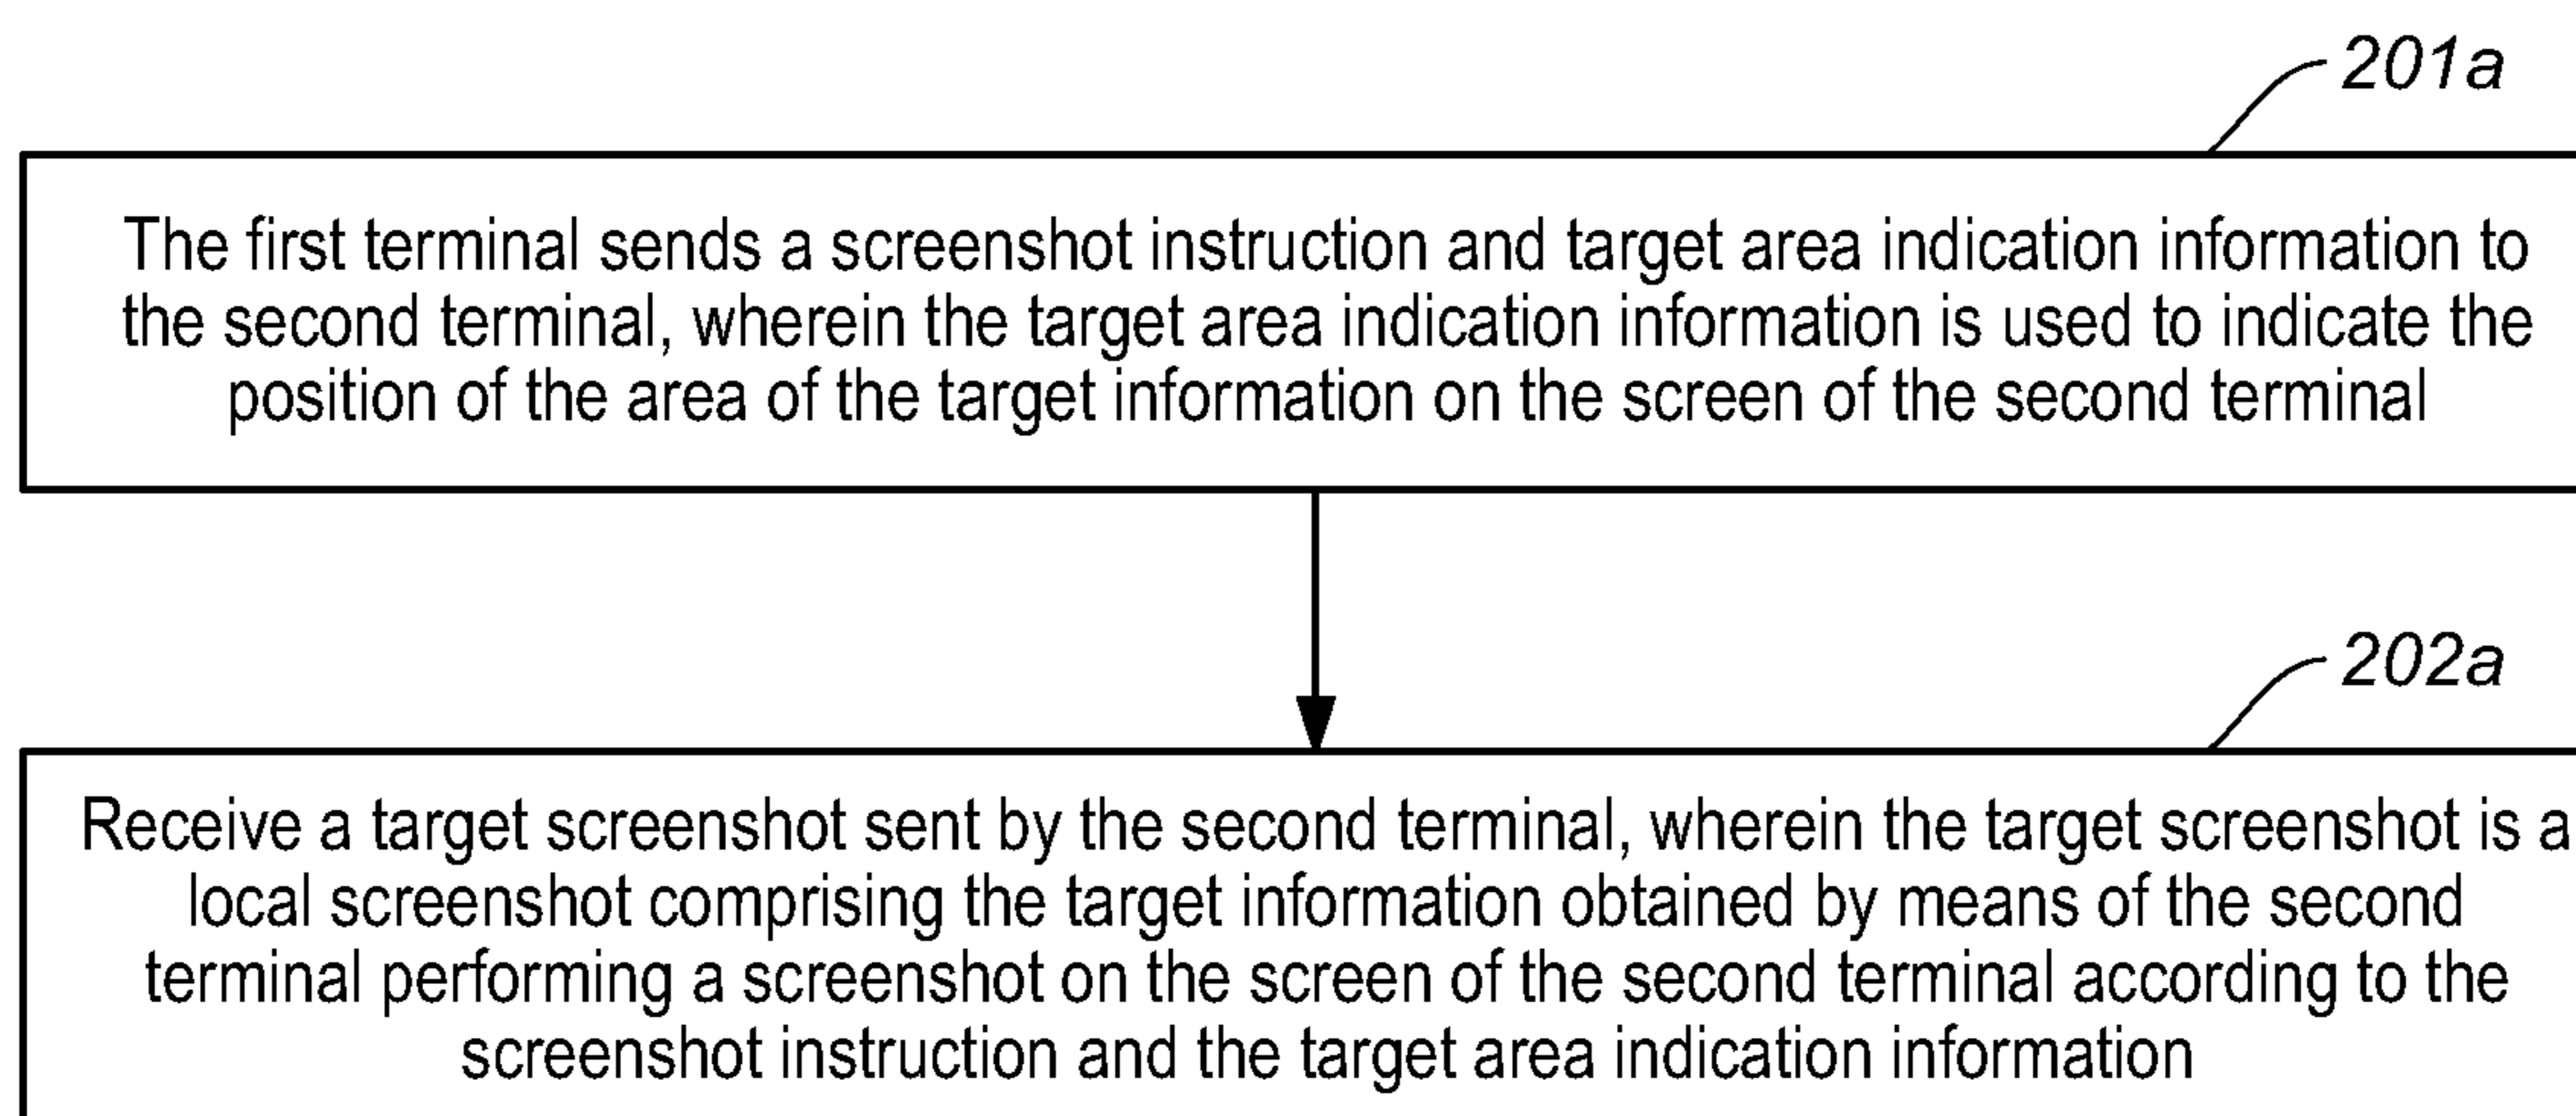 201a
The first terminal sends a screenshot instruction and target area indication information to
the second terminal, wherein the target area indication information is used to indicate the
position of the area of the target information on the screen of the second terminal
202a
Receive a target screenshot sent by the second terminal, wherein the target screenshot is a
local screenshot comprising the target information obtained by means of the second
terminal performing a screenshot on the screen of the second terminal according to the
screenshot instruction and the target area indication information